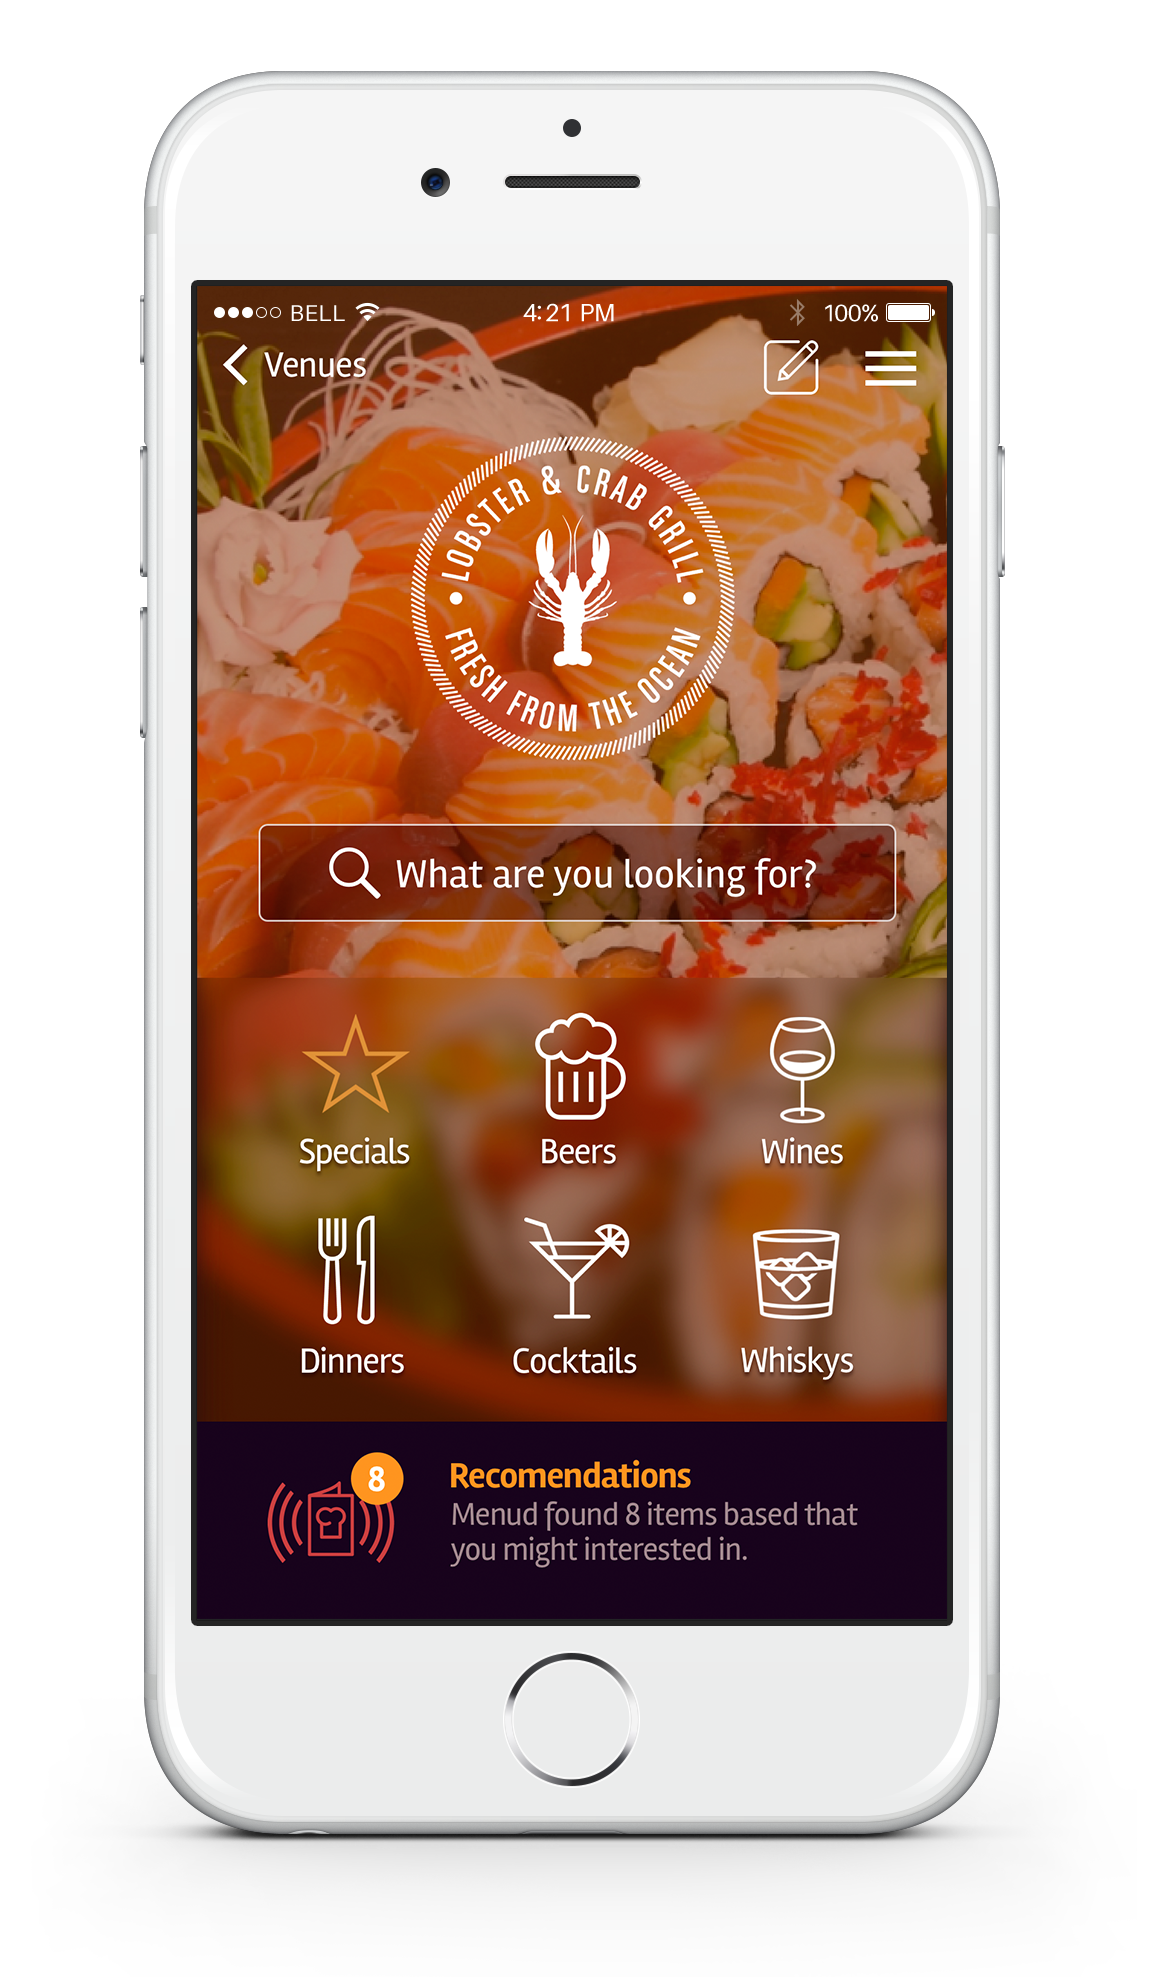 BELL 4:21 PM 100%
Venues
LOBSTER & CRAB GRILL
FRESH FROM THE OCEAN
What are you looking for?
Specials Beers Wines
Dinners Cocktails Whiskys
8
Recomendations
Menud found 8 items based that
you might interested in.